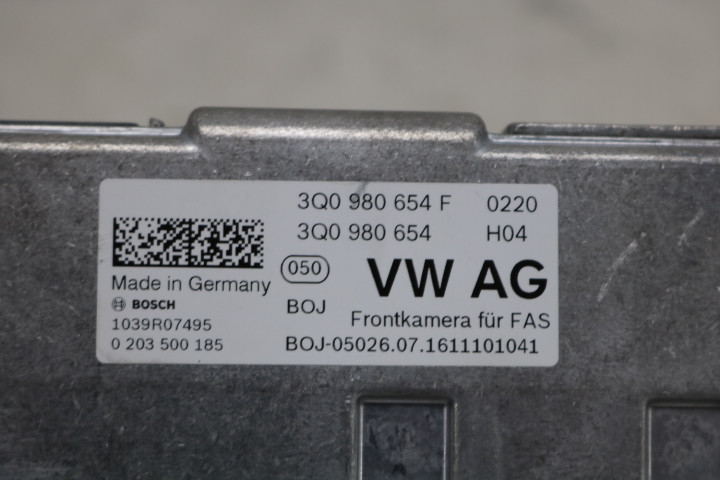 3Q0 980 654 F 0220
3Q0 980 654 H04
050 VW AG
Made in Germany
BOSCH BOJ
1039R07495 Frontkamera für FAS
0 203 500 185 BOJ-05026.07.1611101041